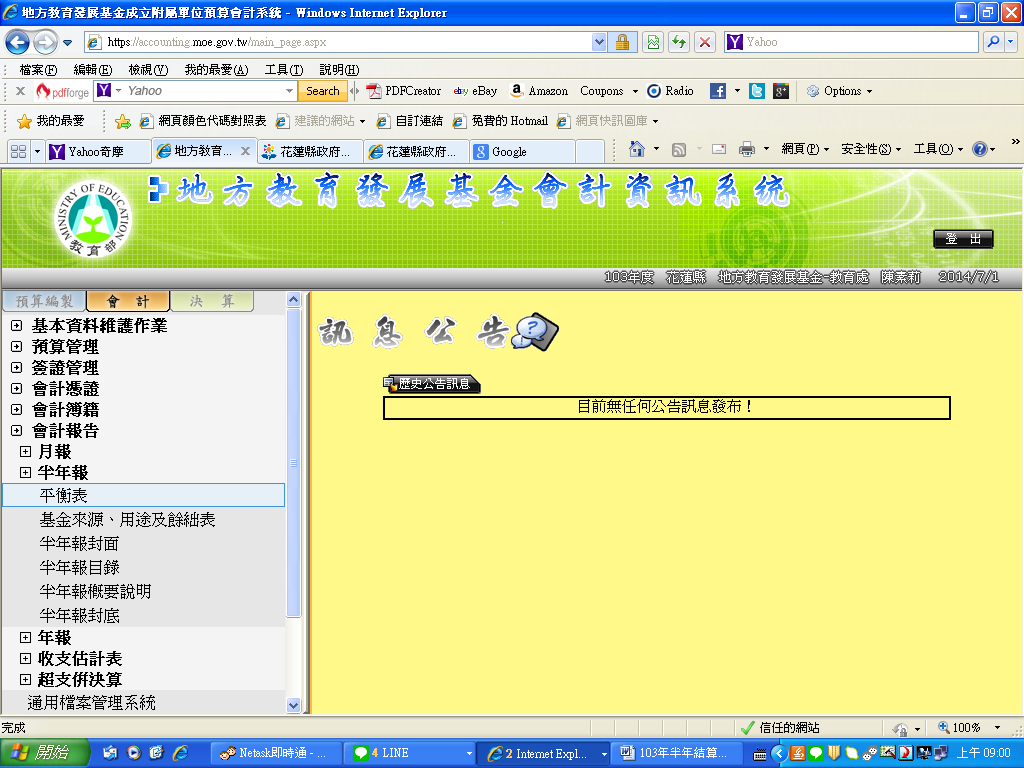 地方教育發展基金成立附屬單位預算會計系統 - Windows Internet Explorer
https://accounting.moe.gov.tw/main_page.aspx
Yahoo
檔案(F) 編輯(E) 檢視(V) 我的最愛(A) 工具(T) 說明(H)
pdfforge Yahoo Search PDFCreator eBay Amazon Coupons Radio Options
我的最愛 網頁顏色代碼對照表 建議的網站 自訂連結 免費的 Hotmail 網頁快訊圖庫
Yahoo奇摩 地方教育... 花蓮縣政府... 花蓮縣政府... Google 網頁(P) 安全性(S) 工具(O)
MINISTRY OF EDUCATION
教育部
地方教育發展基金會計資訊系統
登 出
103年度 花蓮縣 地方教育發展基金-教育處 陳素莉 2014/7/1
預算編製 會 計 決 算
基本資料維護作業
預算管理
簽證管理
會計憑證
會計簿籍
會計報告
月報
半年報
平衡表
基金來源、用途及餘絀表
半年報封面
半年報目錄
半年報概要說明
半年報封底
年報
收支估計表
超支併決算
通用檔案管理系統
訊息公告
歷史公告訊息
目前無任何公告訊息發布！
完成 信任的網站 100%
開始 Netask即時通 - ... 4 LINE 2 Internet Expl... 103年半年結算... 上午 09:00